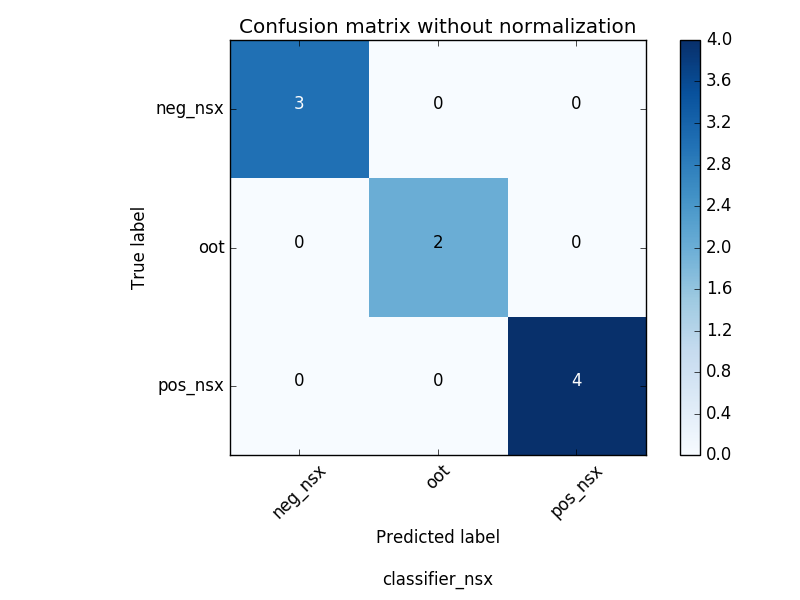 Confusion matrix without normalization
True label
neg_nsx 3 0 0
oot 0 2 0
pos_nsx 0 0 4
neg_nsx oot pos_nsx
Predicted label
classifier_nsx
4.0
3.6
3.2
2.8
2.4
2.0
1.6
1.2
0.8
0.4
0.0